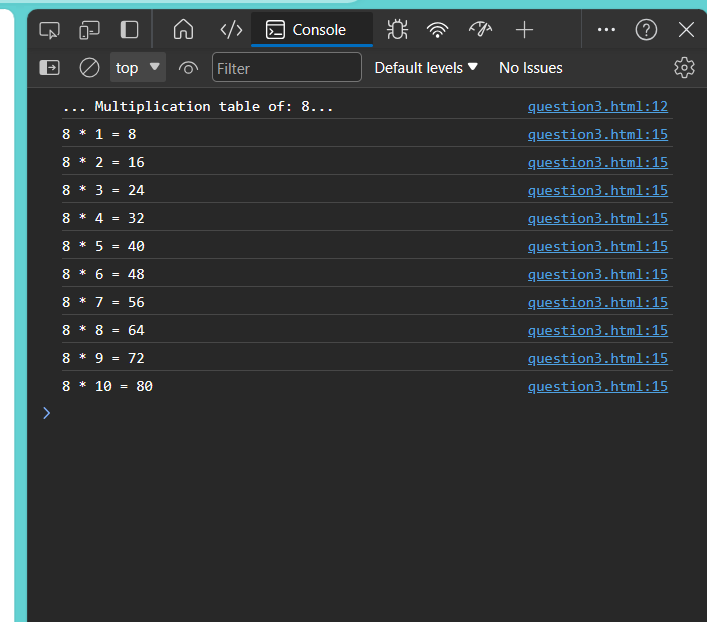 Console
top Filter Default levels No Issues
... Multiplication table of: 8... question3.html:12
8 * 1 = 8 question3.html:15
8 * 2 = 16 question3.html:15
8 * 3 = 24 question3.html:15
8 * 4 = 32 question3.html:15
8 * 5 = 40 question3.html:15
8 * 6 = 48 question3.html:15
8 * 7 = 56 question3.html:15
8 * 8 = 64 question3.html:15
8 * 9 = 72 question3.html:15
8 * 10 = 80 question3.html:15